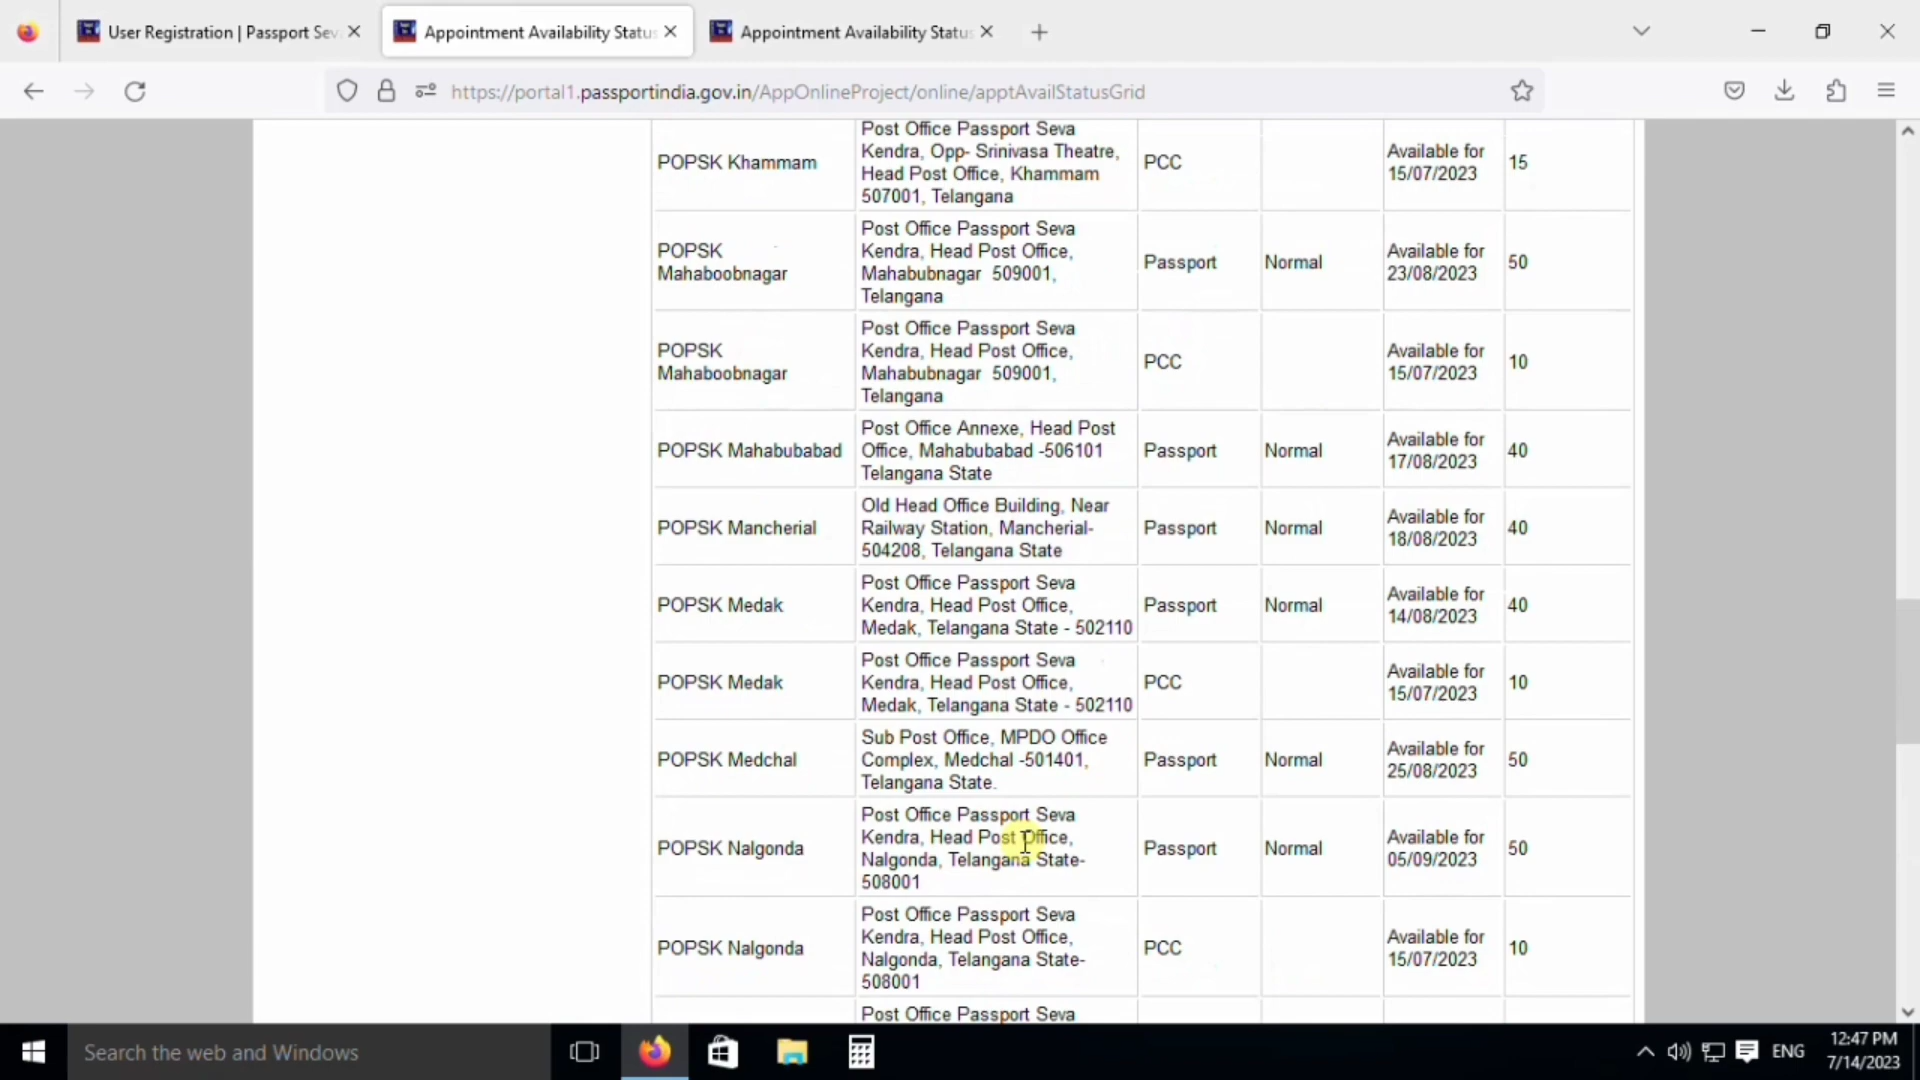 User Registration | Passport Sev
Appointment Availability Status
Appointment Availability Status
https://portal1.passportindia.gov.in/AppOnlineProject/online/apptAvailStatusGrid
POPSK Khammam
Post Office Passport Seva
Kendra, Opp- Srinivasa Theatre,
Head Post Office, Khammam
507001, Telangana
PCC
Available for
15/07/2023
15
POPSK
Mahaboobnagar
Post Office Passport Seva
Kendra, Head Post Office,
Mahabubnagar 509001,
Telangana
Passport
Normal
Available for
23/08/2023
50
POPSK
Mahaboobnagar
Post Office Passport Seva
Kendra, Head Post Office,
Mahabubnagar 509001,
Telangana
PCC
Available for
15/07/2023
10
POPSK Mahabubabad
Post Office Annexe, Head Post
Office, Mahabubabad -506101
Telangana State
Passport
Normal
Available for
17/08/2023
40
POPSK Mancherial
Old Head Office Building, Near
Railway Station, Mancherial-
504208, Telangana State
Passport
Normal
Available for
18/08/2023
40
POPSK Medak
Post Office Passport Seva
Kendra, Head Post Office,
Medak, Telangana State - 502110
Passport
Normal
Available for
14/08/2023
40
POPSK Medak
Post Office Passport Seva
Kendra, Head Post Office,
Medak, Telangana State - 502110
PCC
Available for
15/07/2023
10
POPSK Medchal
Sub Post Office, MPDO Office
Complex, Medchal -501401,
Telangana State.
Passport
Normal
Available for
25/08/2023
50
POPSK Nalgonda
Post Office Passport Seva
Kendra, Head Post Office,
Nalgonda, Telangana State-
508001
Passport
Normal
Available for
05/09/2023
50
POPSK Nalgonda
Post Office Passport Seva
Kendra, Head Post Office,
Nalgonda, Telangana State-
508001
PCC
Available for
15/07/2023
10
Post Office Passport Seva
Search the web and Windows
ENG
12:47 PM
7/14/2023